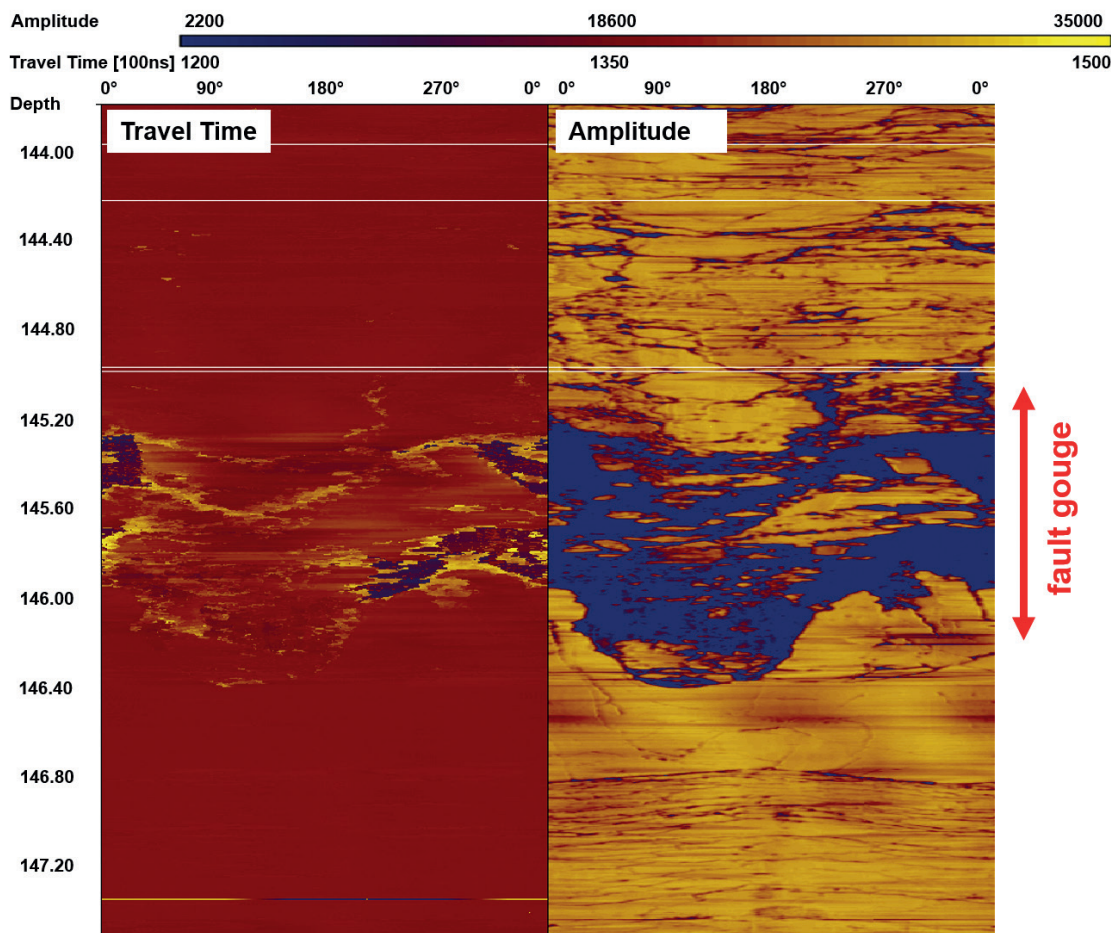 Amplitude 2200 18600 35000
Travel Time [100ns] 1200 1350 1500
0° 90° 180° 270° 0° 0° 90° 180° 270° 0°
Depth
Travel Time Amplitude
144.00
144.40
144.80
145.20
145.60
146.00
146.40
146.80
147.20
fault gouge